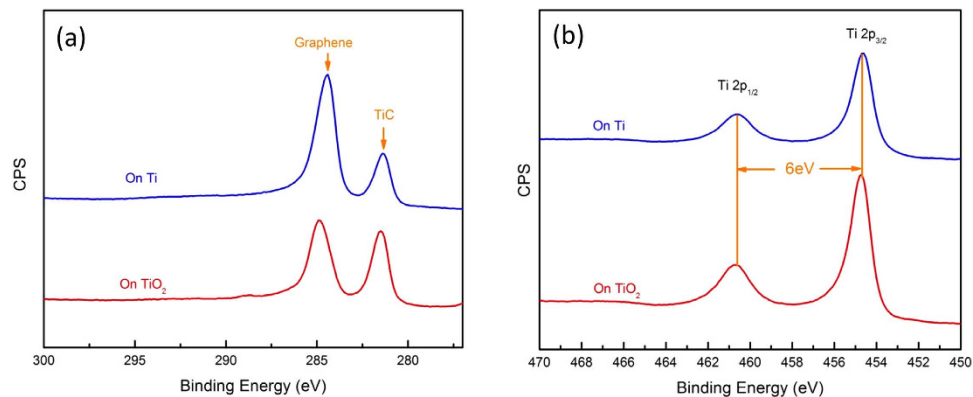 (a)
Graphene
TiC
On Ti
On TiO2
CPS
300 295 290 285 280
Binding Energy (eV)
(b)
Ti 2p3/2
Ti 2p1/2
On Ti
6eV
On TiO2
CPS
470 468 466 464 462 460 458 456 454 452 450
Binding Energy (eV)